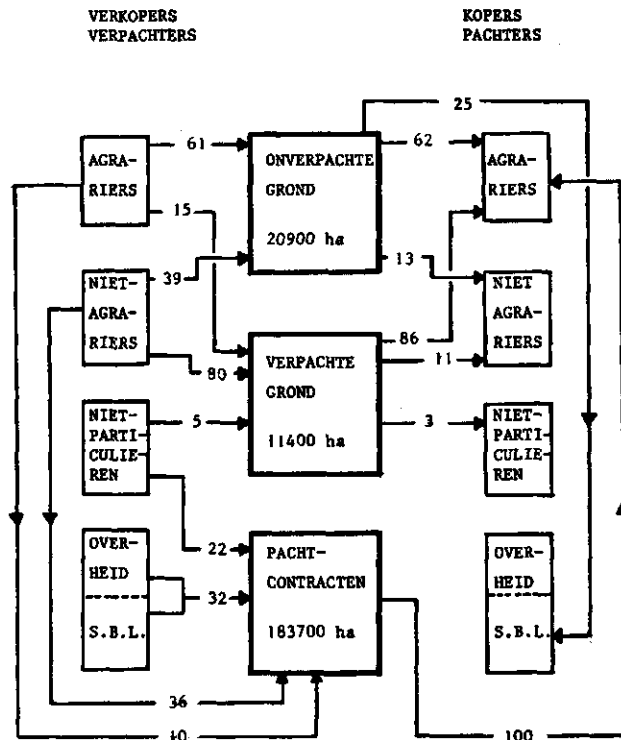 VERKOPERS
VERPACHTERS
KOPERS
PACHTERS
25
AGRA-
RIERS
61
15
ONVERPACHTE
GROND
20900 ha
62
13
AGRA-
RIERS
NIET-
AGRA-
RIERS
39
80
VERPACHTE
GROND
11400 ha
86
11
NIET
AGRA-
RIERS
NIET-
PARTI-
CULIE-
REN
5
22
3
NIET-
PARTI-
CULIE-
REN
OVER-
HEID
S.B.L.
32
PACHT-
CONTRACTEN
183700 ha
OVER-
HEID
S.B.L.
36
10
100